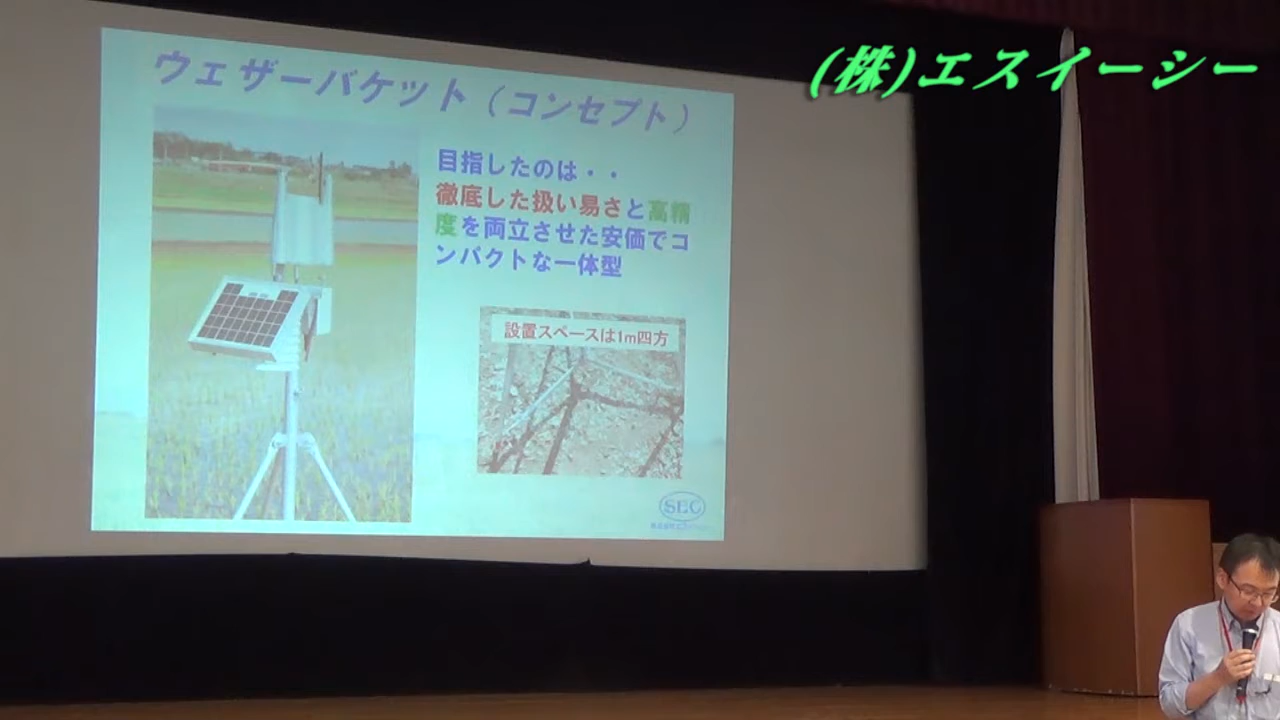 (株)エスイーシー
ウェザーバケット（コンセプト）
目指したのは・・
徹底した扱い易さと高精
度を両立させた安価でコ
ンパクトな一体型
設置スペースは1m四方
SEC